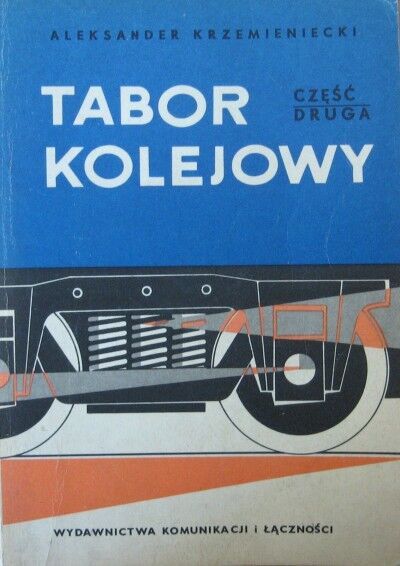 ALEKSANDER KRZEMIENIECKI
TABOR
CZĘŚĆ
DRUGA
KOLEJOWY
WYDAWNICTWA KOMUNIKACJI i ŁĄCZNOŚCI